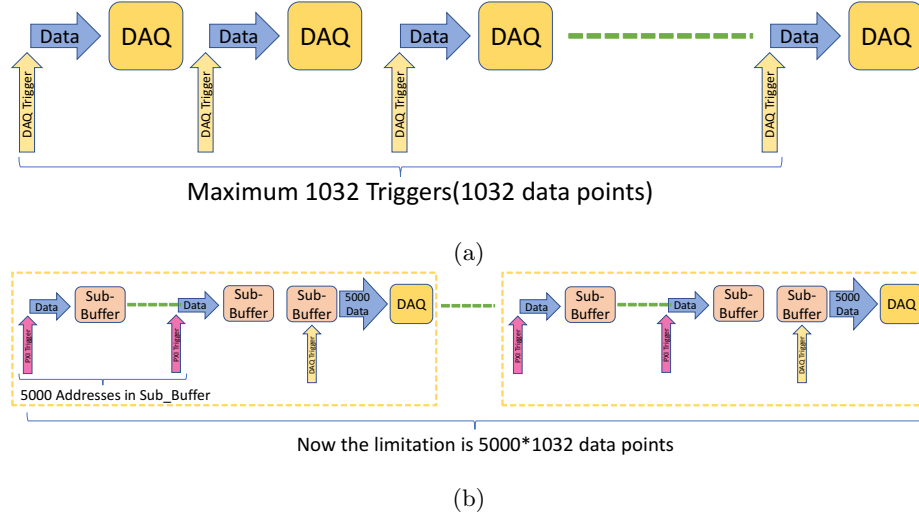 Data DAQ Data DAQ Data DAQ Data DAQ
DAQ Trigger DAQ Trigger DAQ Trigger DAQ Trigger
Maximum 1032 Triggers(1032 data points)
(a)
Data Sub-Buffer Data Sub-Buffer Sub-Buffer 5000 Data DAQ Data Sub-Buffer Data Sub-Buffer Sub-Buffer 5000 Data DAQ
PXI Trigger PXI Trigger DAQ Trigger PXI Trigger PXI Trigger DAQ Trigger
5000 Addresses in Sub_Buffer
Now the limitation is 5000*1032 data points
(b)